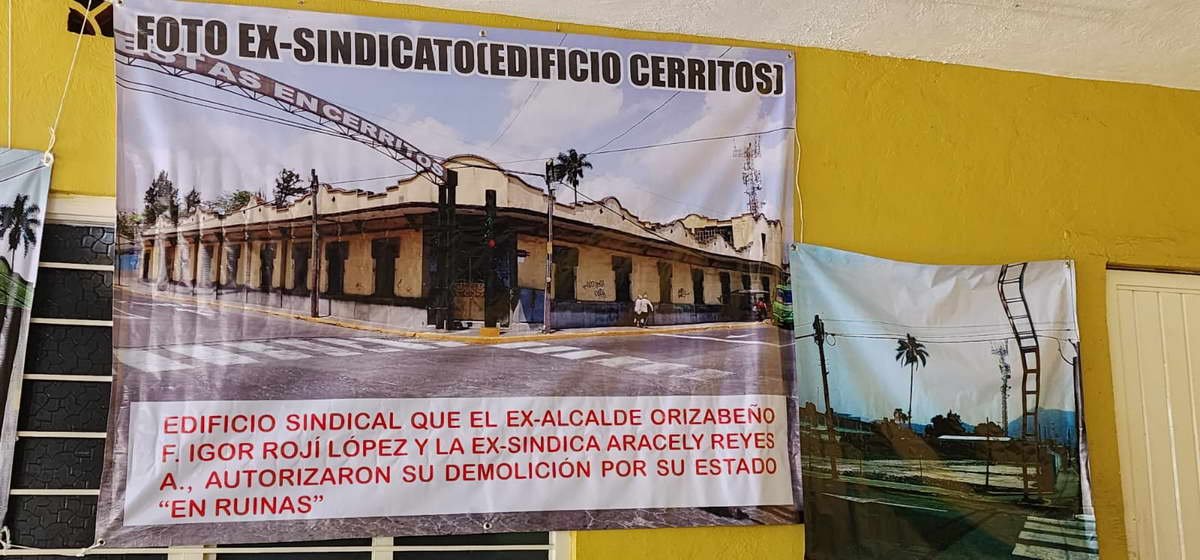 FOTO EX-SINDICATO(EDIFICIO CERRITOS)
EN CERRITOS
EDIFICIO SINDICAL QUE EL EX-ALCALDE ORIZABEÑO
F. IGOR ROJÍ LÓPEZ Y LA EX-SINDICA ARACELY REYES
A., AUTORIZARON SU DEMOLICIÓN POR SU ESTADO
“EN RUINAS”